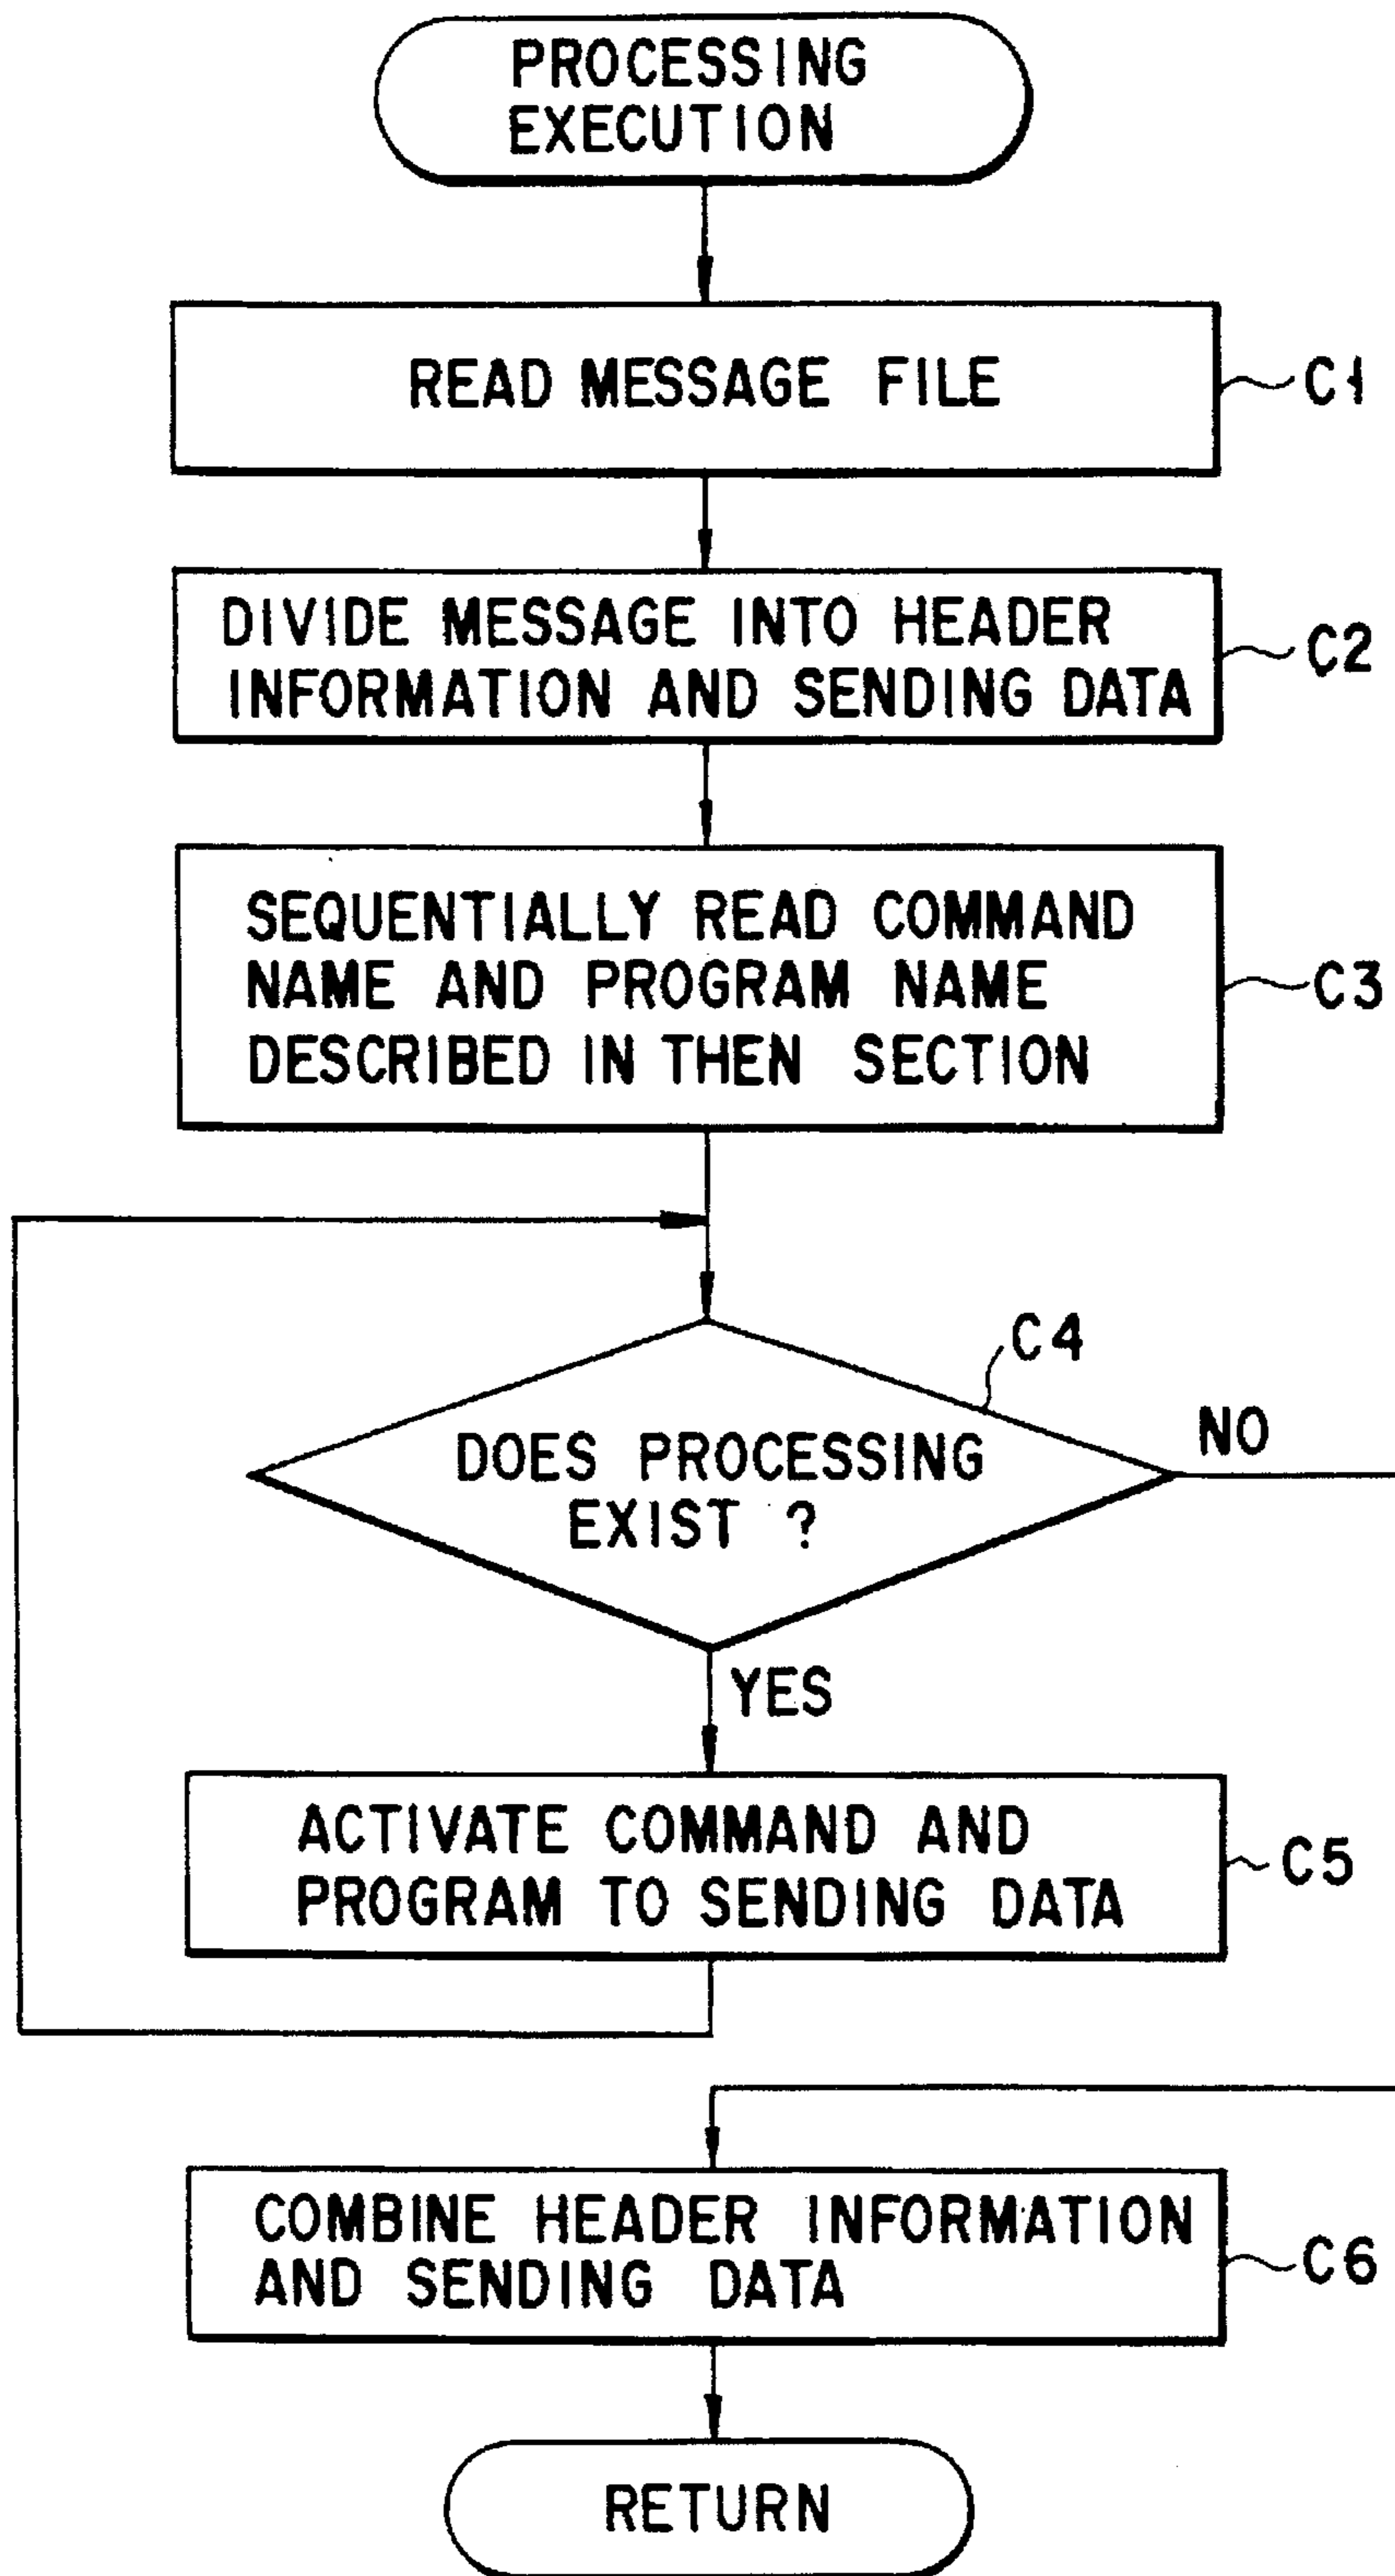 PROCESSING
EXECUTION
READ MESSAGE FILE
C1
DIVIDE MESSAGE INTO HEADER
INFORMATION AND SENDING DATA
C2
SEQUENTIALLY READ COMMAND
NAME AND PROGRAM NAME
DESCRIBED IN THEN SECTION
C3
C4
DOES PROCESSING
EXIST ?
NO
YES
ACTIVATE COMMAND AND
PROGRAM TO SENDING DATA
C5
COMBINE HEADER INFORMATION
AND SENDING DATA
C6
RETURN